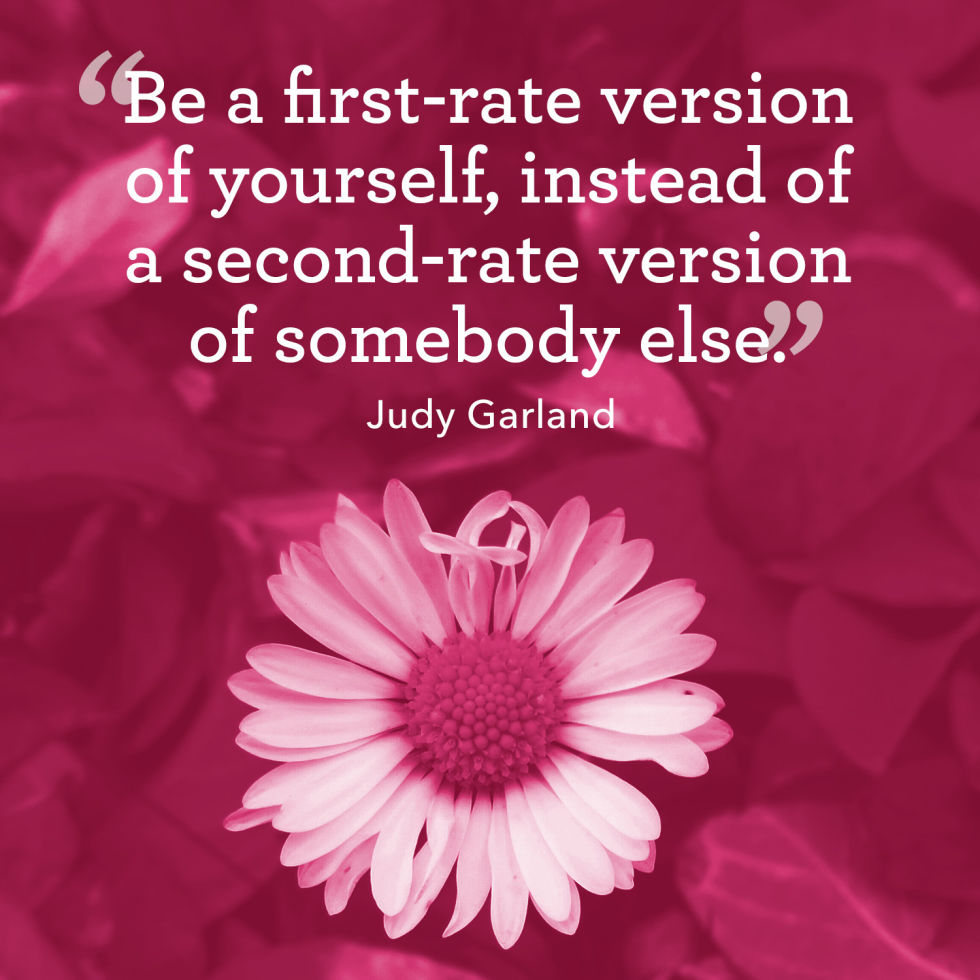 “Be a first-rate version
of yourself, instead of
a second-rate version
of somebody else.”
Judy Garland